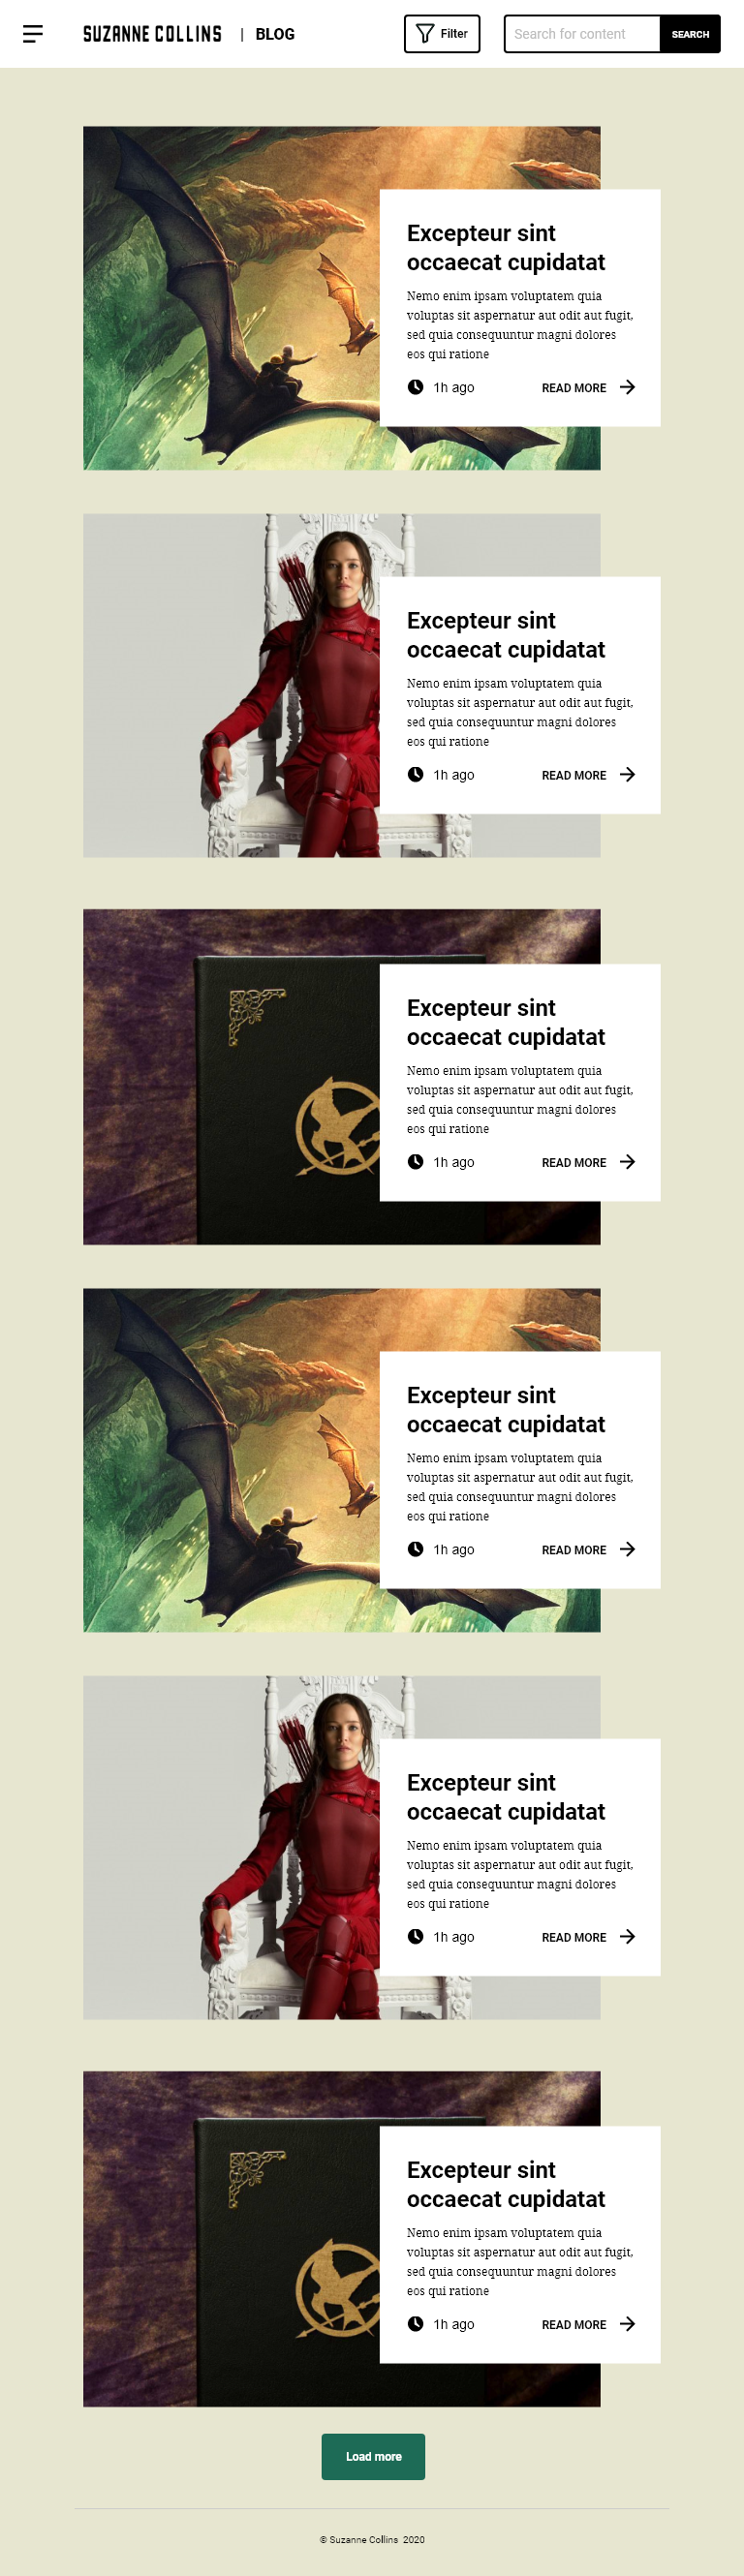 SUZANNE COLLINS | BLOG
Filter
Search for content
SEARCH
Excepteur sint
occaecat cupidatat
Nemo enim ipsam voluptatem quia
voluptas sit aspernatur aut odit aut fugit,
sed quia consequuntur magni dolores
eos qui ratione
1h ago
READ MORE
Excepteur sint
occaecat cupidatat
Nemo enim ipsam voluptatem quia
voluptas sit aspernatur aut odit aut fugit,
sed quia consequuntur magni dolores
eos qui ratione
1h ago
READ MORE
Excepteur sint
occaecat cupidatat
Nemo enim ipsam voluptatem quia
voluptas sit aspernatur aut odit aut fugit,
sed quia consequuntur magni dolores
eos qui ratione
1h ago
READ MORE
Excepteur sint
occaecat cupidatat
Nemo enim ipsam voluptatem quia
voluptas sit aspernatur aut odit aut fugit,
sed quia consequuntur magni dolores
eos qui ratione
1h ago
READ MORE
Excepteur sint
occaecat cupidatat
Nemo enim ipsam voluptatem quia
voluptas sit aspernatur aut odit aut fugit,
sed quia consequuntur magni dolores
eos qui ratione
1h ago
READ MORE
Excepteur sint
occaecat cupidatat
Nemo enim ipsam voluptatem quia
voluptas sit aspernatur aut odit aut fugit,
sed quia consequuntur magni dolores
eos qui ratione
1h ago
READ MORE
Load more
© Suzanne Collins 2020